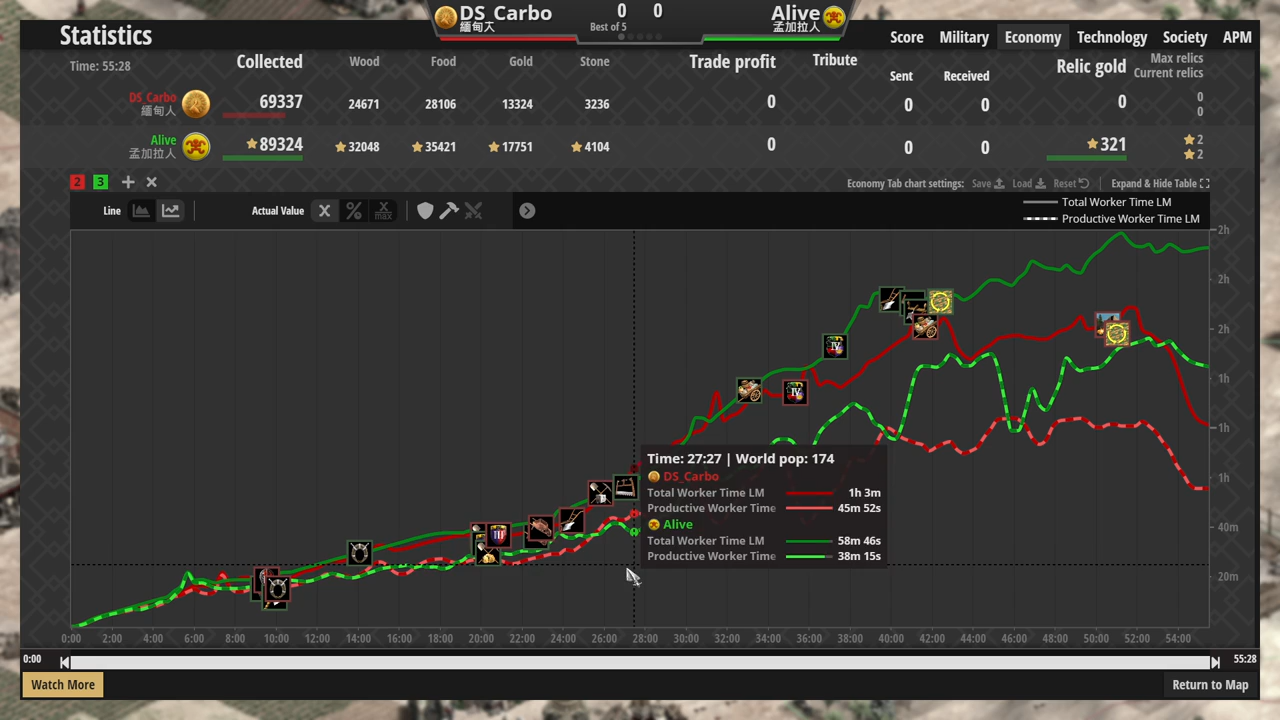 DS_Carbo 0 0 Alive
緬甸人 Best of 5 孟加拉人
Statistics
Score Military Economy Technology Society APM
Time: 55:28
Collected Wood Food Gold Stone Trade profit Tribute Sent Received Relic gold Max relics
Current relics
DS_Carbo 69337 24671 28106 13324 3236 0 0 0 0 0
緬甸人 0
Alive 89324 32048 35421 17751 4104 0 0 0 321 2
孟加拉人 2
2 3 Economy Tab chart settings: Save Load Reset Expand & Hide Table
Line Actual Value X % X/max
Total Worker Time LM
Productive Worker Time LM
2h
2h
2h
1h
1h
1h
40m
20m
IV
IV
III
Time: 27:27 | World pop: 174
DS_Carbo
Total Worker Time LM 1h 3m
Productive Worker Time 45m 52s
Alive
Total Worker Time LM 58m 46s
Productive Worker Time 38m 15s
0:00 2:00 4:00 6:00 8:00 10:00 12:00 14:00 16:00 18:00 20:00 22:00 24:00 26:00 28:00 30:00 32:00 34:00 36:00 38:00 40:00 42:00 44:00 46:00 48:00 50:00 52:00 54:00
0:00 55:28
Watch More Return to Map